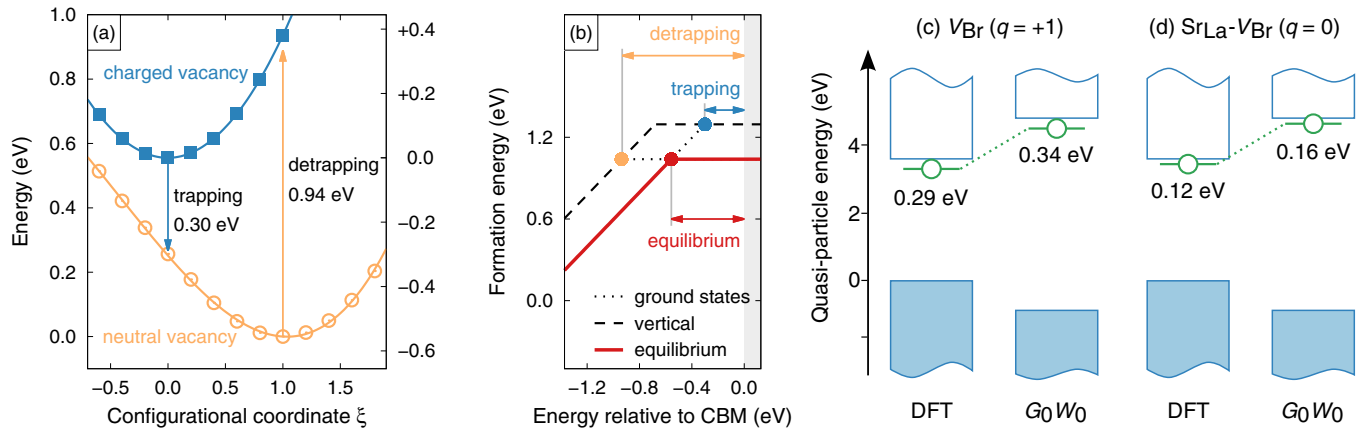 (a)
charged vacancy
trapping
0.30 eV
detrapping
0.94 eV
neutral vacancy
Energy (eV)
1.0
0.8
0.6
0.4
0.2
0.0
+0.4
+0.2
0.0
−0.2
−0.4
−0.6
−0.5
0.0
0.5
1.0
1.5
Configurational coordinate ξ
(b)
detrapping
trapping
equilibrium
ground states
vertical
equilibrium
Formation energy (eV)
1.2
0.6
0.0
−1.2
−0.8
−0.4
0.0
Energy relative to CBM (eV)
(c) VBr (q = +1)
(d) SrLa-VBr (q = 0)
Quasi-particle energy (eV)
4
2
0
0.29 eV
0.34 eV
0.12 eV
0.16 eV
DFT
G0W0
DFT
G0W0